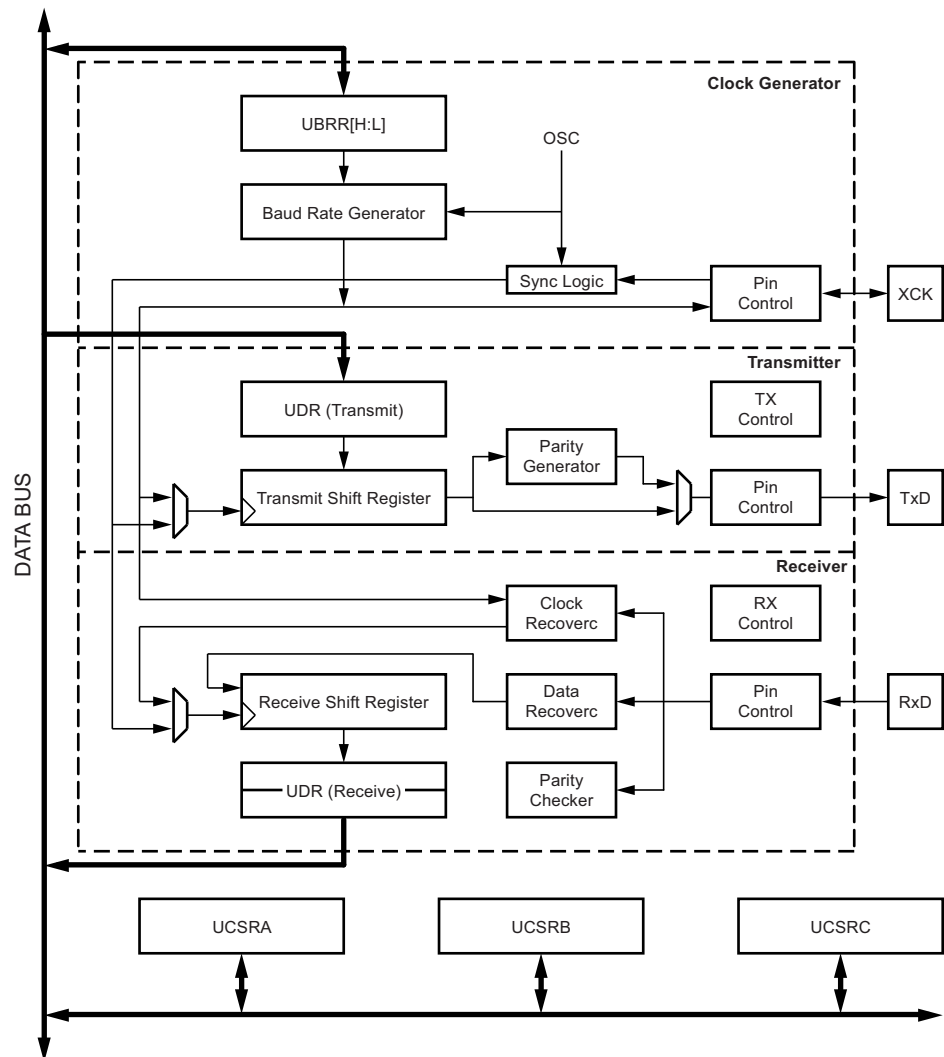 Clock Generator
UBRR[H:L]
OSC
Baud Rate Generator
Sync Logic
Pin
Control
XCK
Transmitter
UDR (Transmit)
TX
Control
Parity
Generator
Transmit Shift Register
Pin
Control
TxD
DATA BUS
Receiver
Clock
Recoverc
RX
Control
Receive Shift Register
Data
Recoverc
Pin
Control
RxD
UDR (Receive)
Parity
Checker
UCSRA
UCSRB
UCSRC